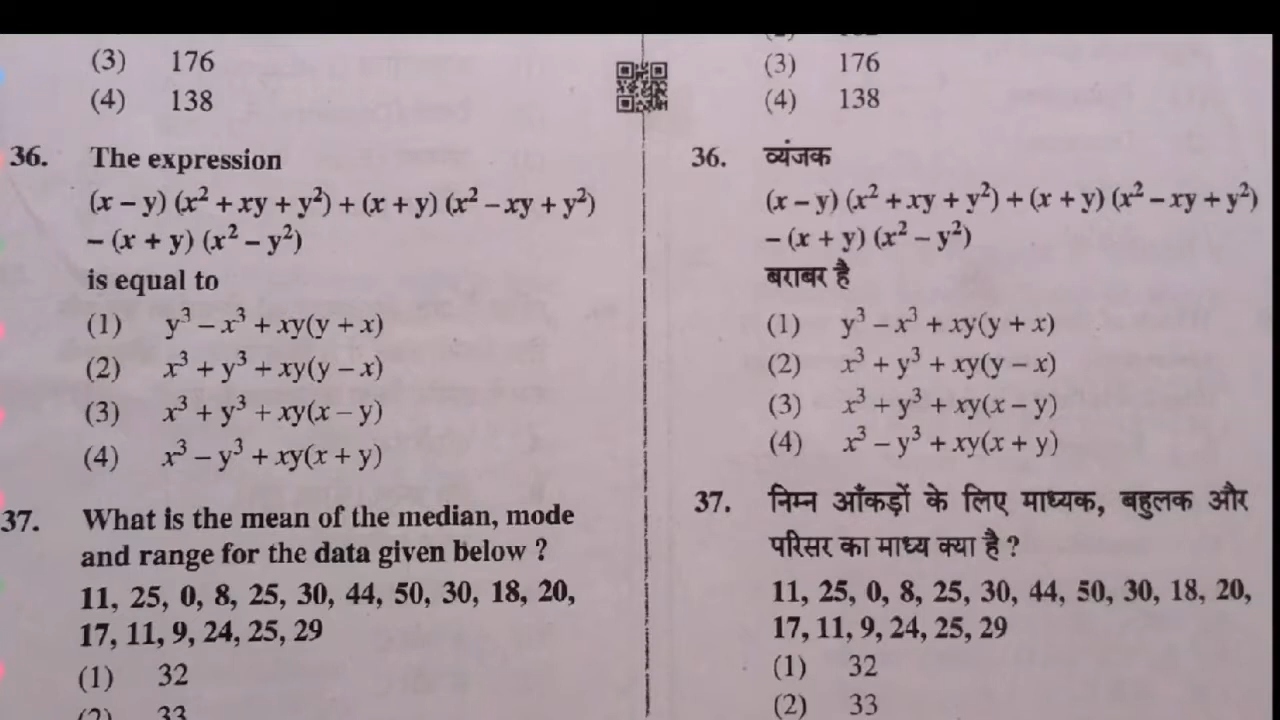 (3) 176
(4) 138
36. The expression
(x – y) (x² + xy + y²) + (x + y) (x² – xy + y²)
– (x + y) (x² – y²)
is equal to
(1) y³ – x³ + xy(y + x)
(2) x³ + y³ + xy(y – x)
(3) x³ + y³ + xy(x – y)
(4) x³ – y³ + xy(x + y)
37. What is the mean of the median, mode
and range for the data given below ?
11, 25, 0, 8, 25, 30, 44, 50, 30, 18, 20,
17, 11, 9, 24, 25, 29
(1) 32
(2) 33
(3) 176
(4) 138
36. व्यंजक
(x – y) (x² + xy + y²) + (x + y) (x² – xy + y²)
– (x + y) (x² – y²)
बराबर है
(1) y³ – x³ + xy(y + x)
(2) x³ + y³ + xy(y – x)
(3) x³ + y³ + xy(x – y)
(4) x³ – y³ + xy(x + y)
37. निम्न आँकड़ों के लिए माध्यक, बहुलक और
परिसर का माध्य क्या है ?
11, 25, 0, 8, 25, 30, 44, 50, 30, 18, 20,
17, 11, 9, 24, 25, 29
(1) 32
(2) 33